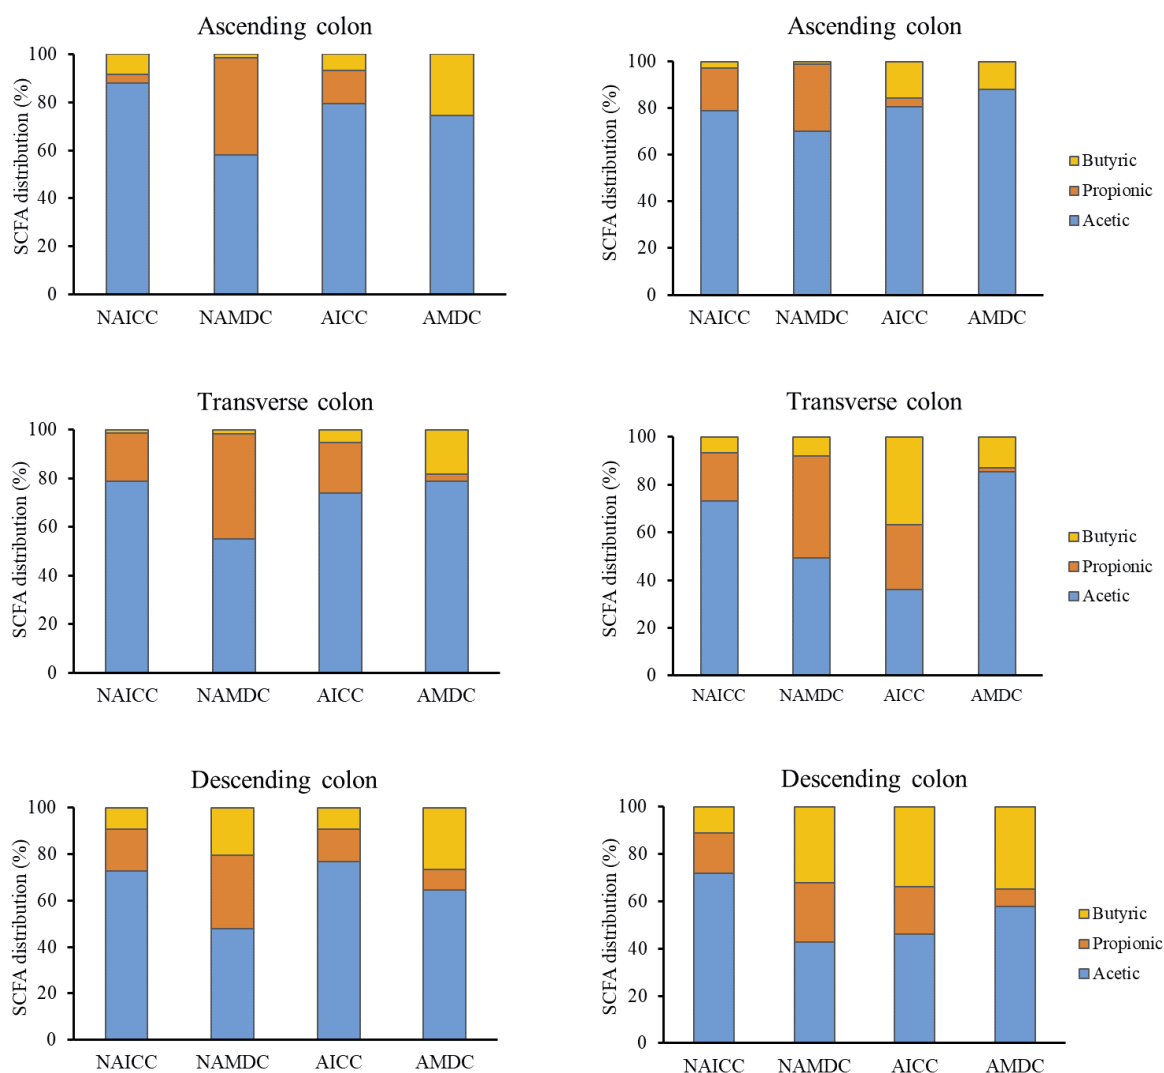 Ascending colon
SCFA distribution (%)
100
80
60
40
20
0
NAICC NAMDC AICC AMDC
Ascending colon
SCFA distribution (%)
100
80
60
40
20
0
NAICC NAMDC AICC AMDC
Butyric
Propionic
Acetic
Transverse colon
SCFA distribution (%)
100
80
60
40
20
0
NAICC NAMDC AICC AMDC
Transverse colon
SCFA distribution (%)
100
80
60
40
20
0
NAICC NAMDC AICC AMDC
Butyric
Propionic
Acetic
Descending colon
SCFA distribution (%)
100
80
60
40
20
0
NAICC NAMDC AICC AMDC
Descending colon
SCFA distribution (%)
100
80
60
40
20
0
NAICC NAMDC AICC AMDC
Butyric
Propionic
Acetic